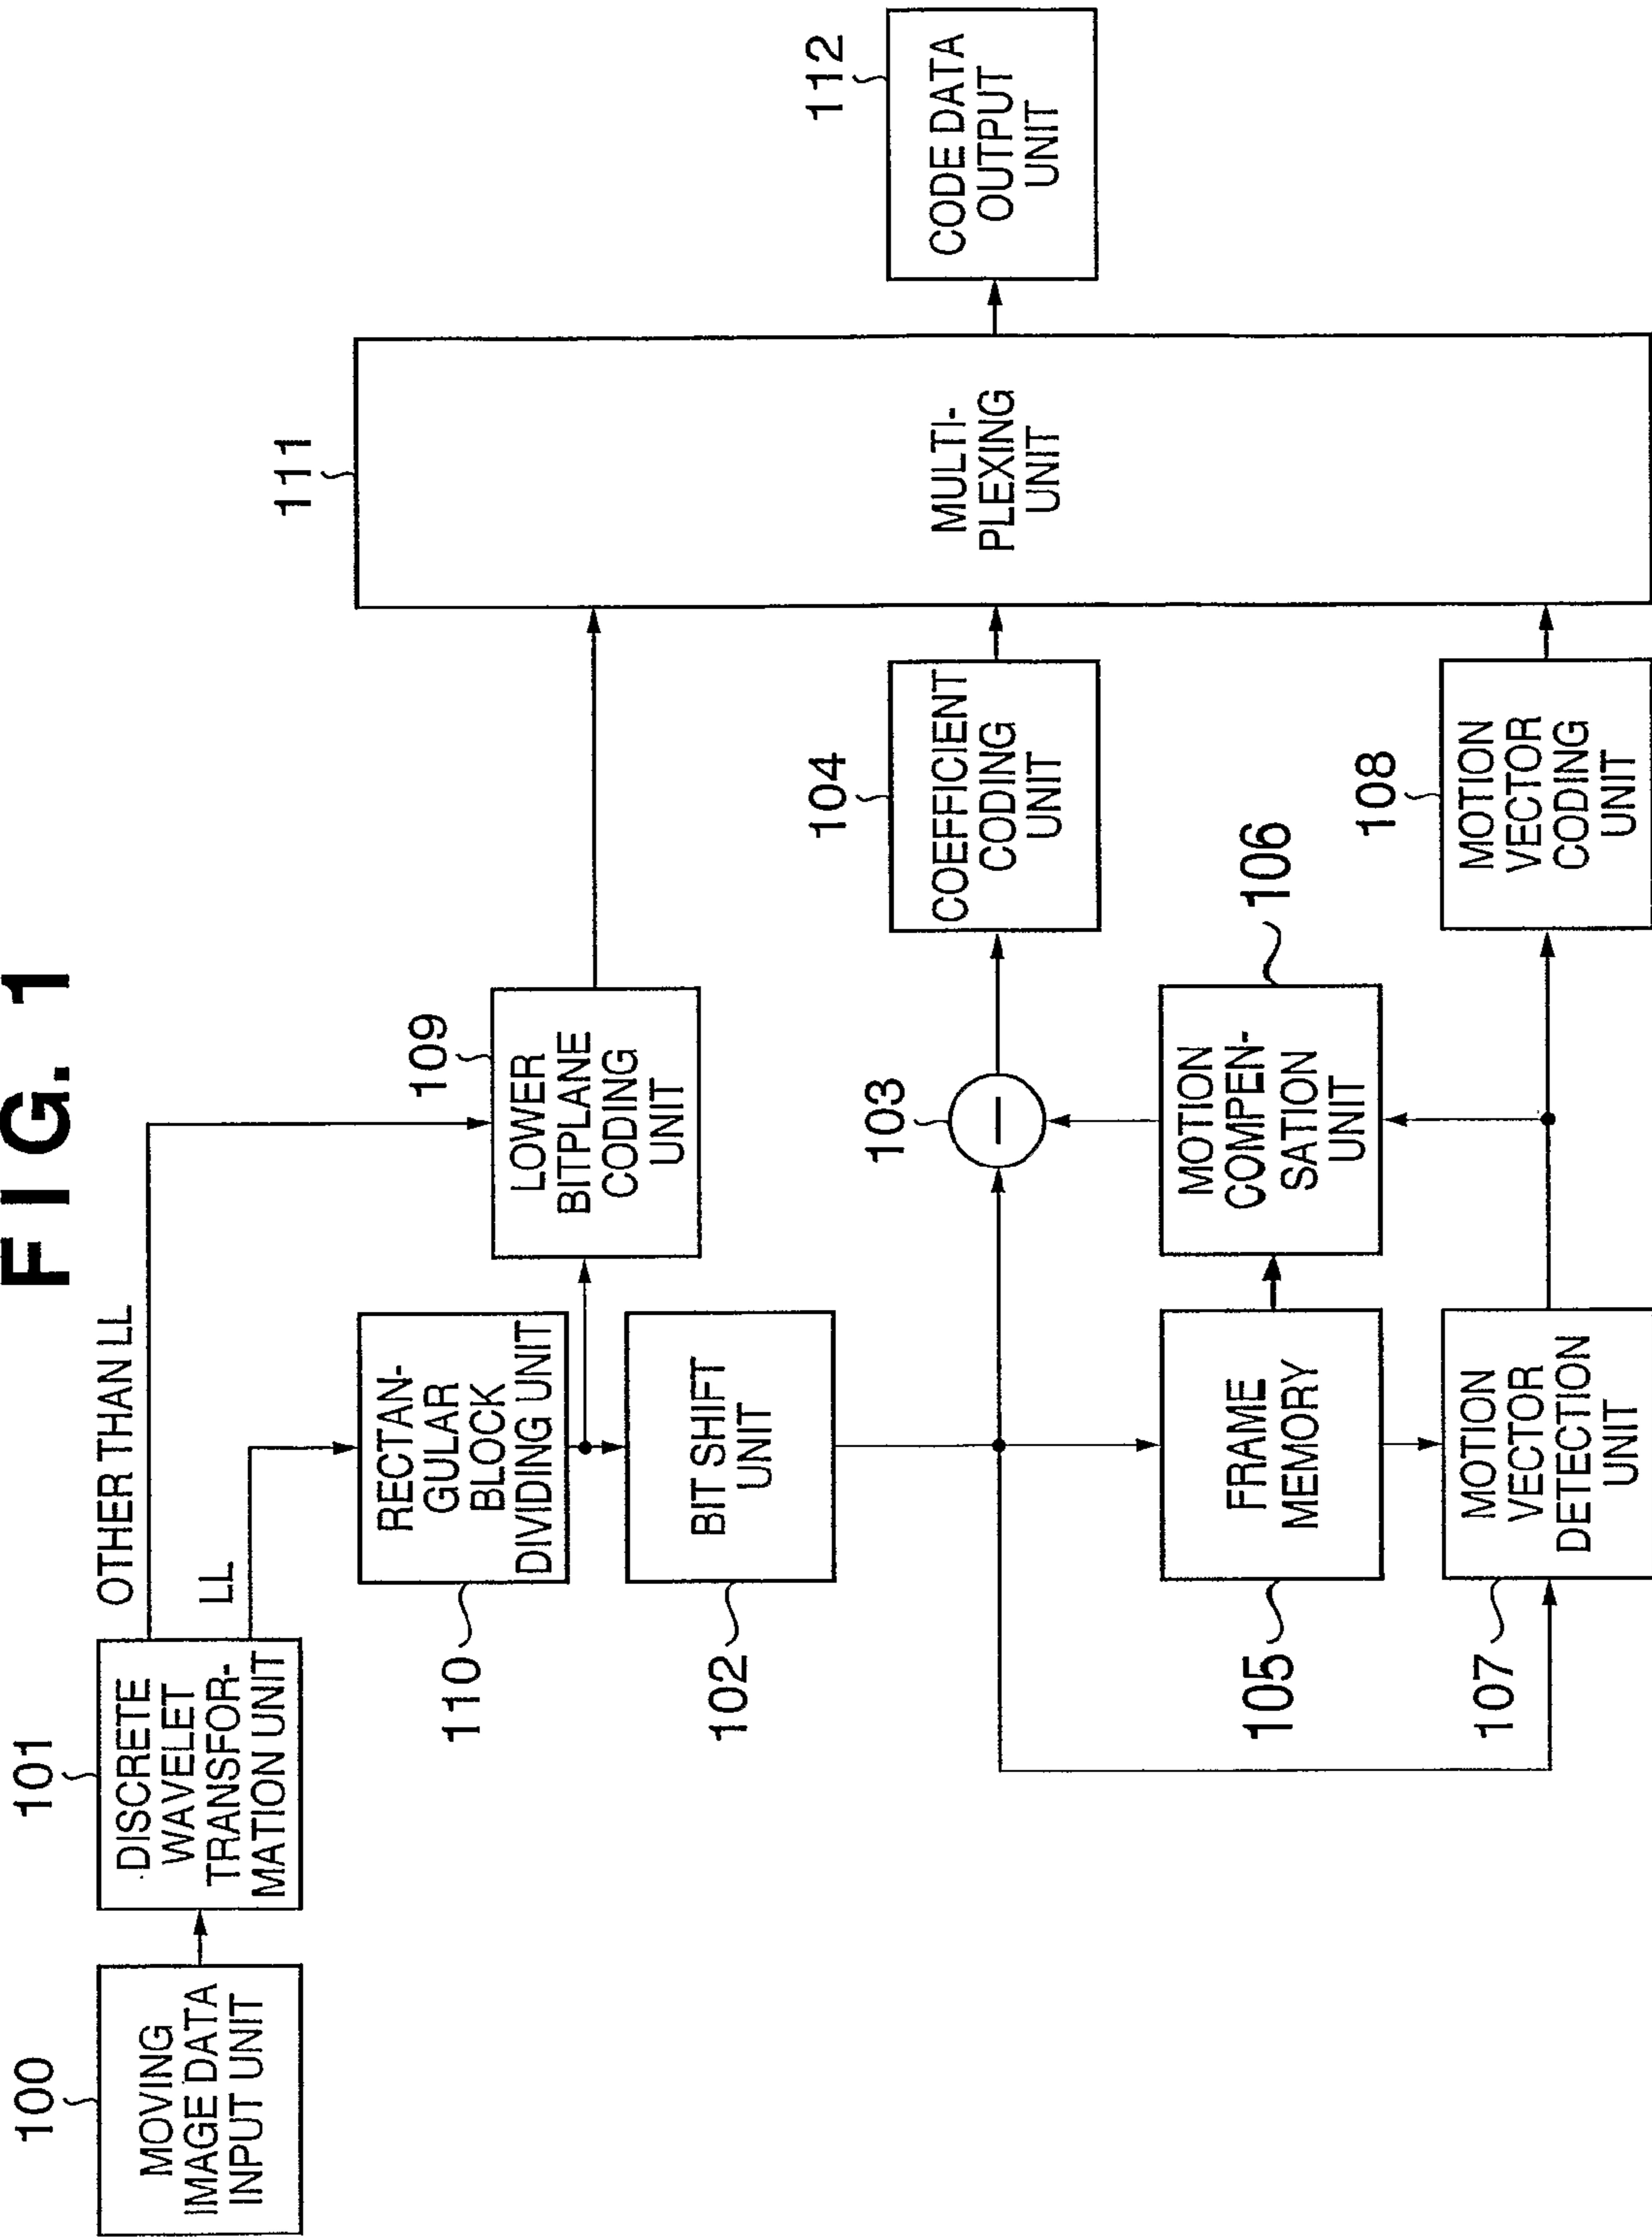 FIG. 1
100
MOVING
IMAGE DATA
INPUT UNIT
101
DISCRETE
WAVELET
TRANSFOR-
MATION UNIT
OTHER THAN LL
LL
110
RECTAN-
GULAR
BLOCK
DIVIDING UNIT
102
BIT SHIFT
UNIT
109
LOWER
BITPLANE
CODING
UNIT
103
−
104
COEFFICIENT
CODING
UNIT
105
FRAME
MEMORY
106
MOTION
COMPEN-
SATION
UNIT
107
MOTION
VECTOR
DETECTION
UNIT
108
MOTION
VECTOR
CODING
UNIT
111
MULTI-
PLEXING
UNIT
112
CODE DATA
OUTPUT
UNIT